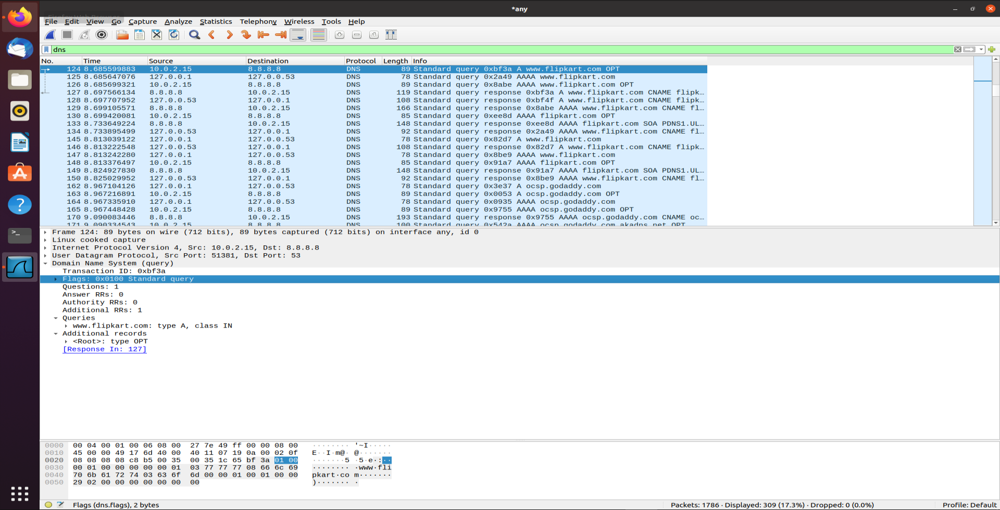 *any
File Edit View Go Capture Analyze Statistics Telephony Wireless Tools Help
dns
No. Time Source Destination Protocol Length Info
124 8.685599883 10.0.2.15 8.8.8.8 DNS 89 Standard query 0xbf3a A www.flipkart.com OPT
125 8.685647076 127.0.0.1 127.0.0.53 DNS 78 Standard query 0x2a49 AAAA www.flipkart.com
126 8.685699321 10.0.2.15 8.8.8.8 DNS 89 Standard query 0x8abe AAAA www.flipkart.com OPT
127 8.697566134 8.8.8.8 10.0.2.15 DNS 119 Standard query response 0xbf3a A www.flipkart.com CNAME flipk…
128 8.697707952 127.0.0.53 127.0.0.1 DNS 108 Standard query response 0xbf4f A www.flipkart.com CNAME flipk…
129 8.699105571 8.8.8.8 10.0.2.15 DNS 166 Standard query response 0x8abe AAAA www.flipkart.com CNAME fl…
130 8.699420081 10.0.2.15 8.8.8.8 DNS 85 Standard query 0xee8d AAAA flipkart.com OPT
133 8.733649224 8.8.8.8 10.0.2.15 DNS 148 Standard query response 0xee8d AAAA flipkart.com SOA PDNS1.UL…
134 8.733895499 127.0.0.53 127.0.0.1 DNS 92 Standard query response 0x2a49 AAAA www.flipkart.com CNAME fl…
145 8.813039122 127.0.0.1 127.0.0.53 DNS 78 Standard query 0x82d7 A www.flipkart.com
146 8.813222548 127.0.0.53 127.0.0.1 DNS 108 Standard query response 0x82d7 A www.flipkart.com CNAME flipk…
147 8.813242280 127.0.0.1 127.0.0.53 DNS 78 Standard query 0x8be9 AAAA www.flipkart.com
148 8.813376497 10.0.2.15 8.8.8.8 DNS 85 Standard query 0x91a7 AAAA flipkart.com OPT
149 8.824927830 8.8.8.8 10.0.2.15 DNS 148 Standard query response 0x91a7 AAAA flipkart.com SOA PDNS1.UL…
150 8.825029952 127.0.0.53 127.0.0.1 DNS 92 Standard query response 0x8be9 AAAA www.flipkart.com CNAME fl…
162 8.967104126 127.0.0.1 127.0.0.53 DNS 78 Standard query 0x3e37 A ocsp.godaddy.com
163 8.967216891 10.0.2.15 8.8.8.8 DNS 89 Standard query 0x0053 A ocsp.godaddy.com OPT
164 8.967335910 127.0.0.1 127.0.0.53 DNS 78 Standard query 0x0935 AAAA ocsp.godaddy.com
165 8.967448428 10.0.2.15 8.8.8.8 DNS 89 Standard query 0x9755 AAAA ocsp.godaddy.com OPT
170 9.090083446 8.8.8.8 10.0.2.15 DNS 193 Standard query response 0x9755 AAAA ocsp.godaddy.com CNAME oc…
171 9.090334543 10.0.2.15 8.8.8.8 DNS 100 Standard query 0x542a AAAA ocsp.godaddy.com.akadns.net OPT
Frame 124: 89 bytes on wire (712 bits), 89 bytes captured (712 bits) on interface any, id 0
Linux cooked capture
Internet Protocol Version 4, Src: 10.0.2.15, Dst: 8.8.8.8
User Datagram Protocol, Src Port: 51381, Dst Port: 53
Domain Name System (query)
Transaction ID: 0xbf3a
Flags: 0x0100 Standard query
Questions: 1
Answer RRs: 0
Authority RRs: 0
Additional RRs: 1
Queries
www.flipkart.com: type A, class IN
Additional records
<Root>: type OPT
[Response In: 127]
0000 00 04 00 01 00 06 08 00 27 7e 49 ff 00 00 08 00 ········ '~I·····
0010 45 00 00 49 17 6d 40 00 40 11 07 19 0a 00 02 0f E··I·m@· @·······
0020 08 08 08 08 c8 b5 00 35 00 35 1c 65 bf 3a 01 00 ·······5 ·5·e·:··
0030 00 01 00 00 00 00 00 01 03 77 77 77 08 66 6c 69 ········ ·www·fli
0040 70 6b 61 72 74 03 63 6f 6d 00 00 01 00 01 00 00 pkart·co m·······
0050 29 02 00 00 00 00 00 00 00 )······· ·
Flags (dns.flags), 2 bytes
Packets: 1786 · Displayed: 309 (17.3%) · Dropped: 0 (0.0%)
Profile: Default